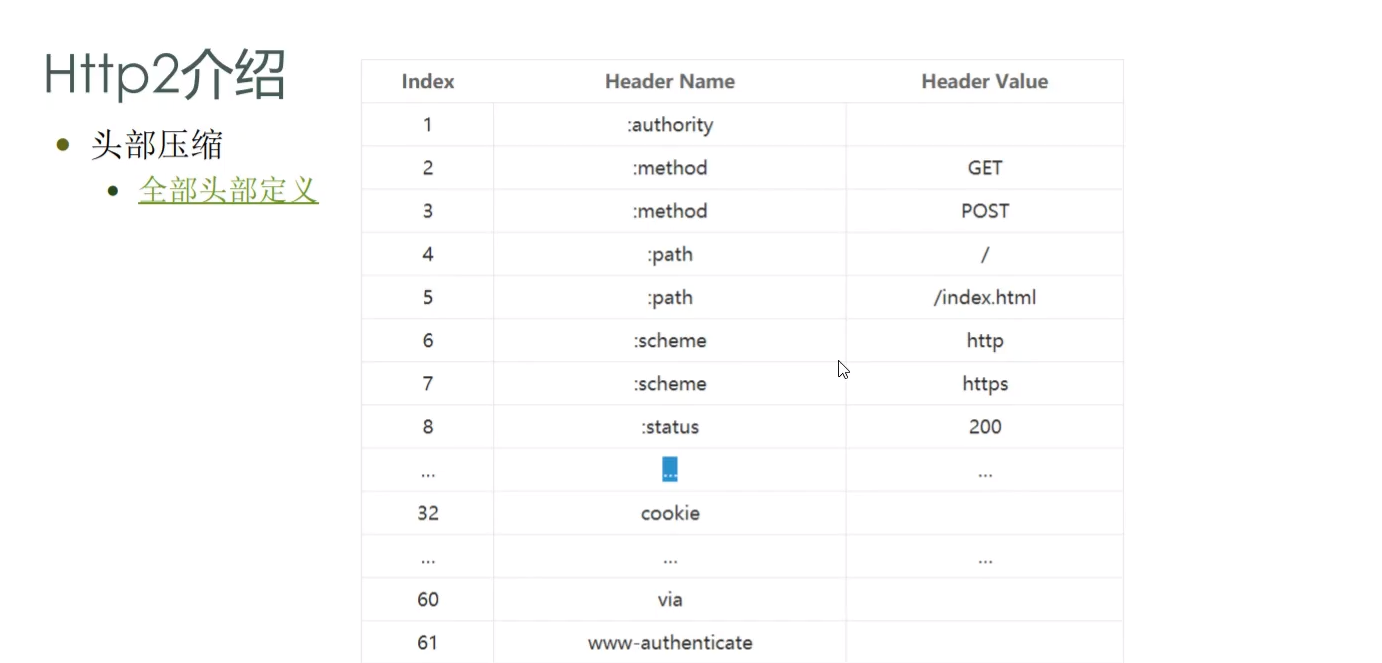 Http2介绍
头部压缩
全部头部定义
Index Header Name Header Value
1 :authority
2 :method GET
3 :method POST
4 :path /
5 :path /index.html
6 :scheme http
7 :scheme https
8 :status 200
... ... ...
32 cookie
... ... ...
60 via
61 www-authenticate